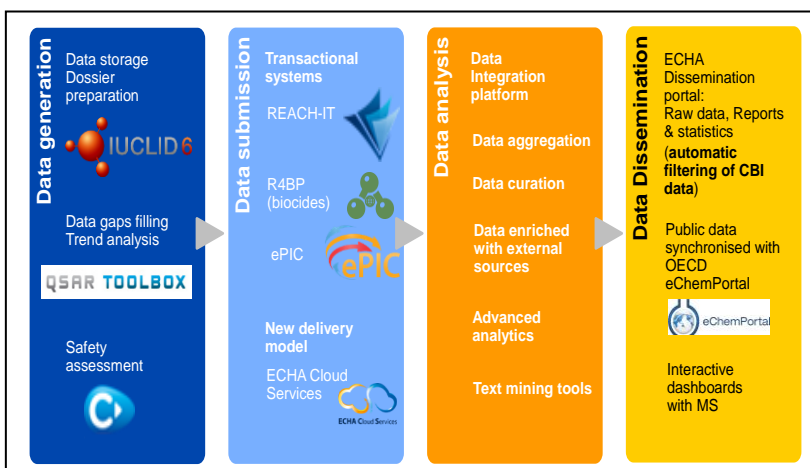 Data generation
Data storage
Dossier
preparation
IUCLID 6
Data gaps filling
Trend analysis
QSAR TOOLBOX
Safety
assessment
Data submission
Transactional
systems
REACH-IT
R4BP
(biocides)
ePIC
ePIC
New delivery
model
ECHA Cloud
Services
ECHA Cloud Services
Data analysis
Data
Integration
platform
Data aggregation
Data curation
Data enriched
with external
sources
Advanced
analytics
Text mining tools
Data Dissemination
ECHA
Dissemination
portal:
Raw data, Reports
& statistics
(automatic
filtering of CBI
data)
Public data
synchronised with
OECD
eChemPortal
eChemPortal
Interactive
dashboards
with MS